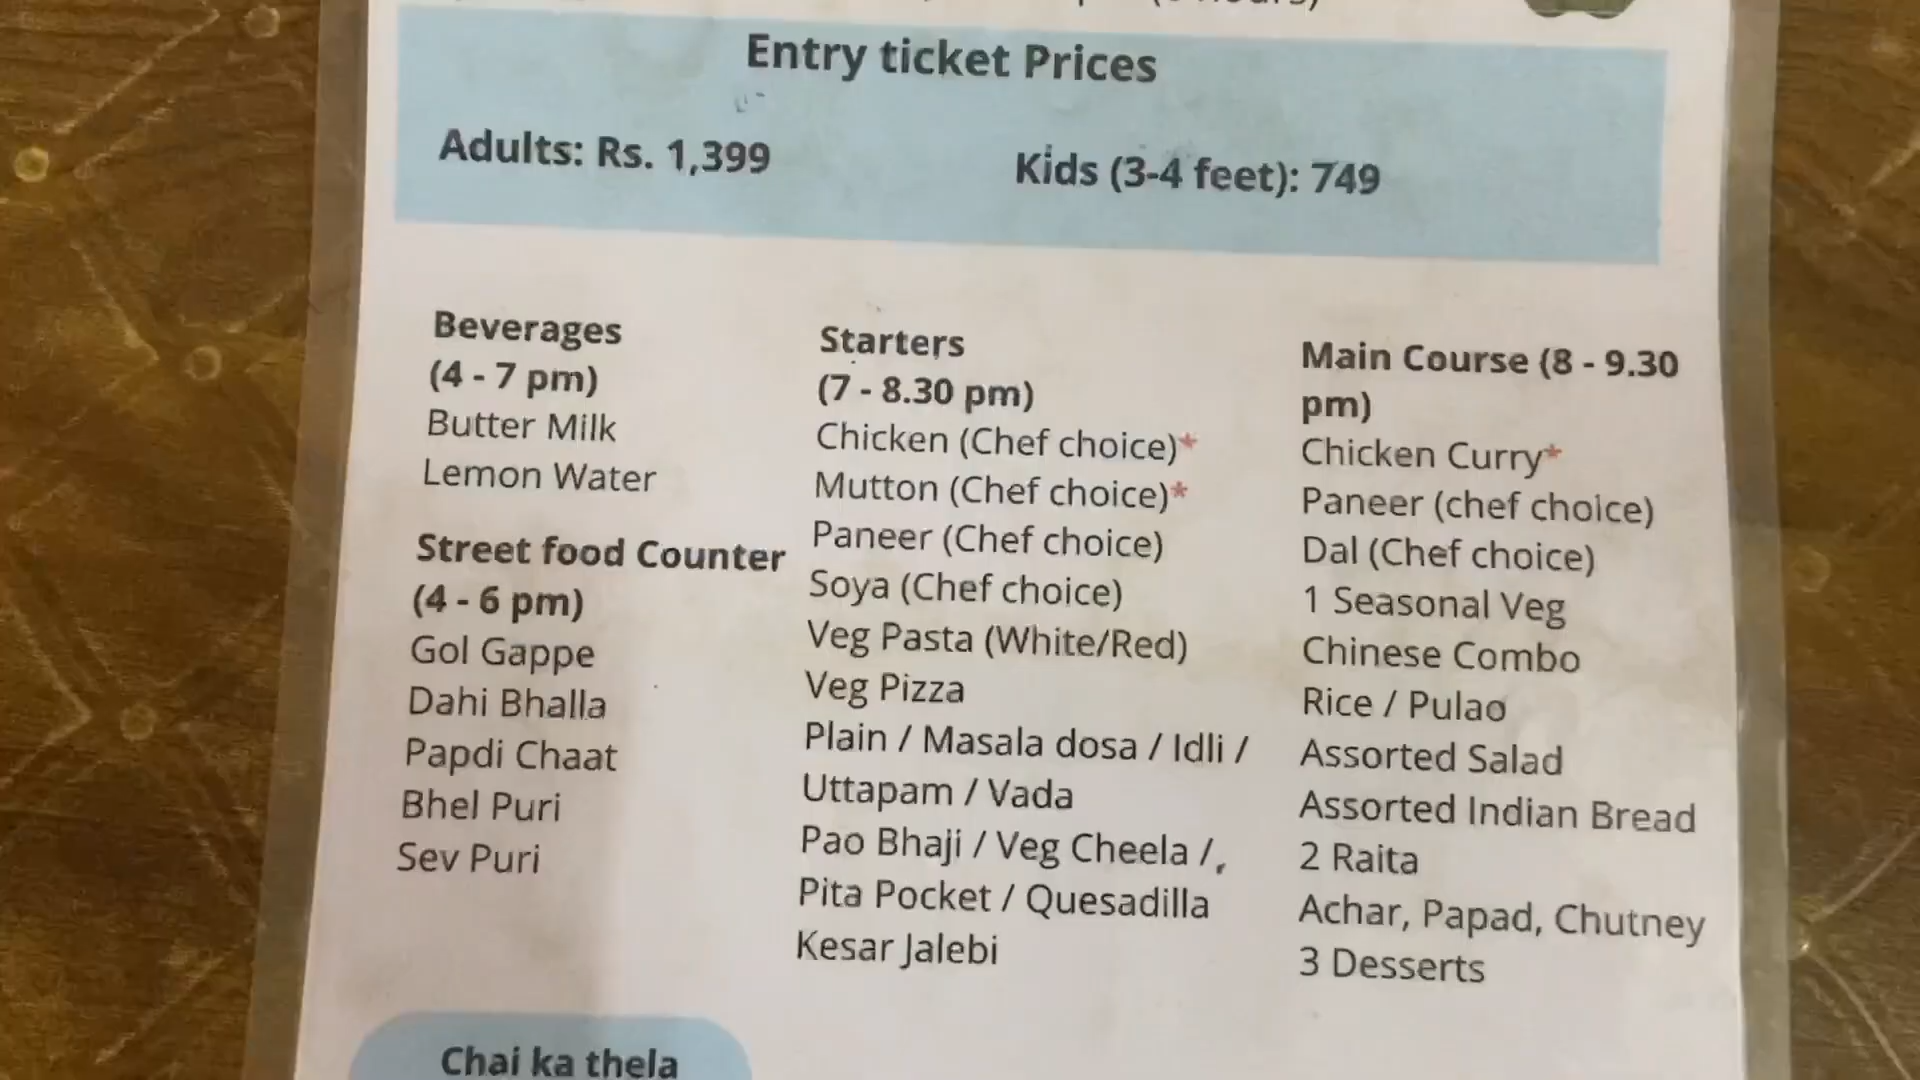 Entry ticket Prices
Adults: Rs. 1,399
Kids (3-4 feet): 749
Beverages
(4 - 7 pm)
Butter Milk
Lemon Water
Street food Counter
(4 - 6 pm)
Gol Gappe
Dahi Bhalla
Papdi Chaat
Bhel Puri
Sev Puri
Starters
(7 - 8.30 pm)
Chicken (Chef choice)*
Mutton (Chef choice)*
Paneer (Chef choice)
Soya (Chef choice)
Veg Pasta (White/Red)
Veg Pizza
Plain / Masala dosa / Idli /
Uttapam / Vada
Pao Bhaji / Veg Cheela /,
Pita Pocket / Quesadilla
Kesar Jalebi
Main Course (8 - 9.30
pm)
Chicken Curry*
Paneer (chef choice)
Dal (Chef choice)
1 Seasonal Veg
Chinese Combo
Rice / Pulao
Assorted Salad
Assorted Indian Bread
2 Raita
Achar, Papad, Chutney
3 Desserts
Chai ka thela